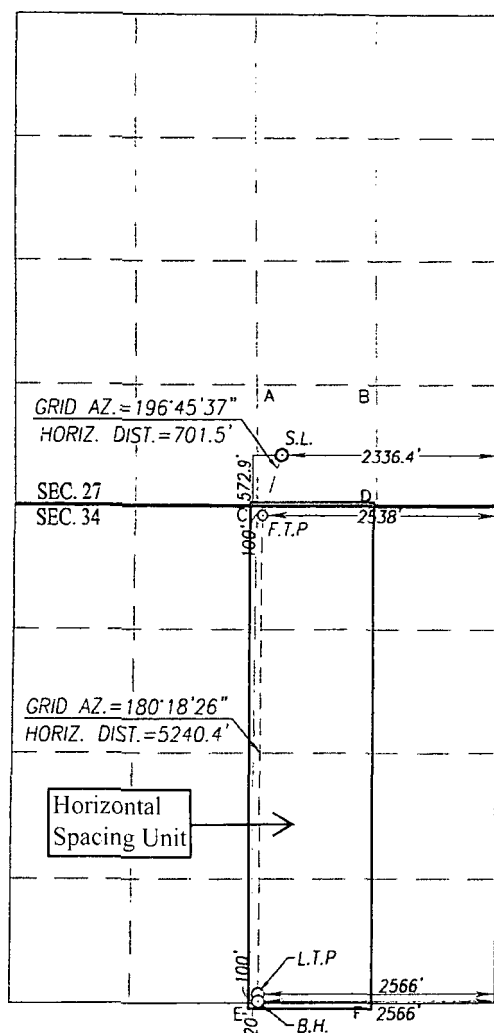 A
B
GRID AZ.=196°45'37"
HORIZ. DIST.=701.5'
S.L.
2336.4'
572.9'
SEC. 27
D
SEC. 34
C
F.T.P
2538'
100'
GRID AZ.=180°18'26"
HORIZ. DIST.=5240.4'
Horizontal
Spacing Unit
100'
L.T.P
2566'
E
F
2566'
20'
B.H.